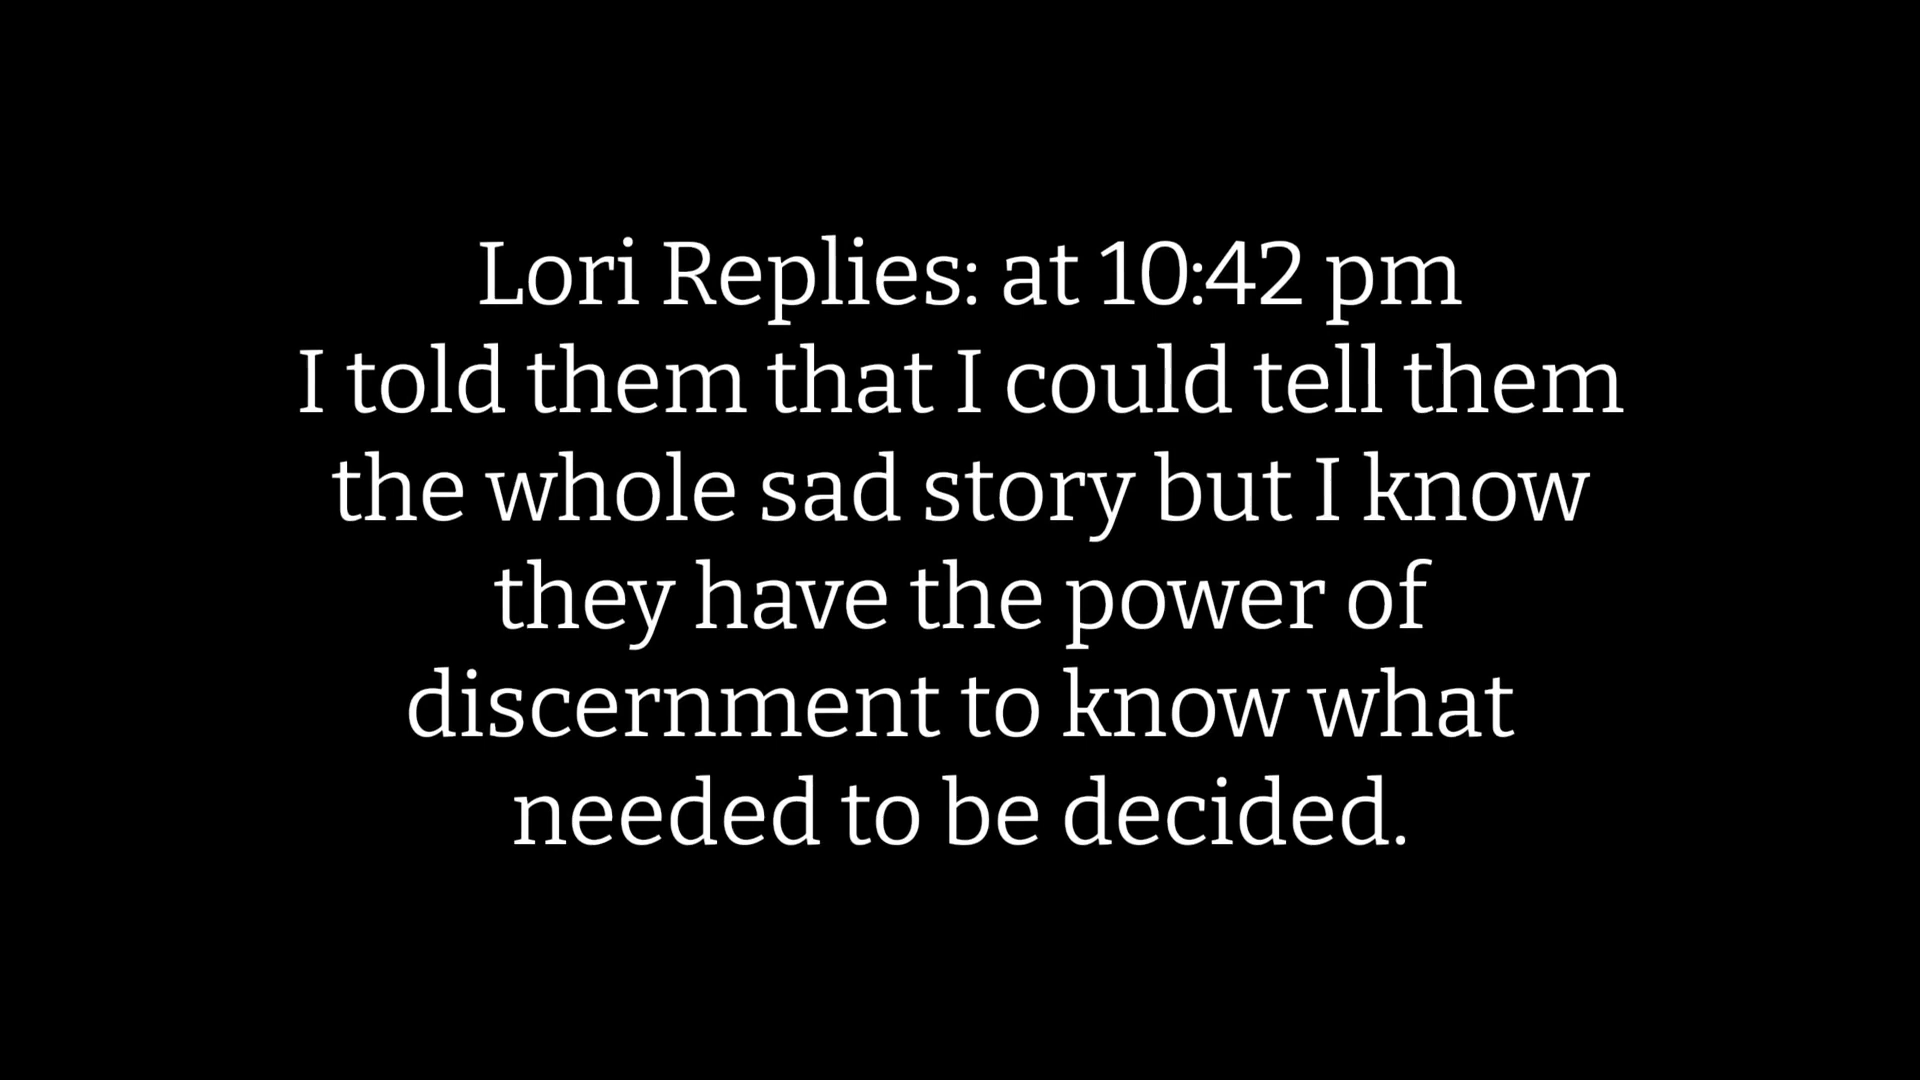 Lori Replies: at 10:42 pm
I told them that I could tell them
the whole sad story but I know
they have the power of
discernment to know what
needed to be decided.